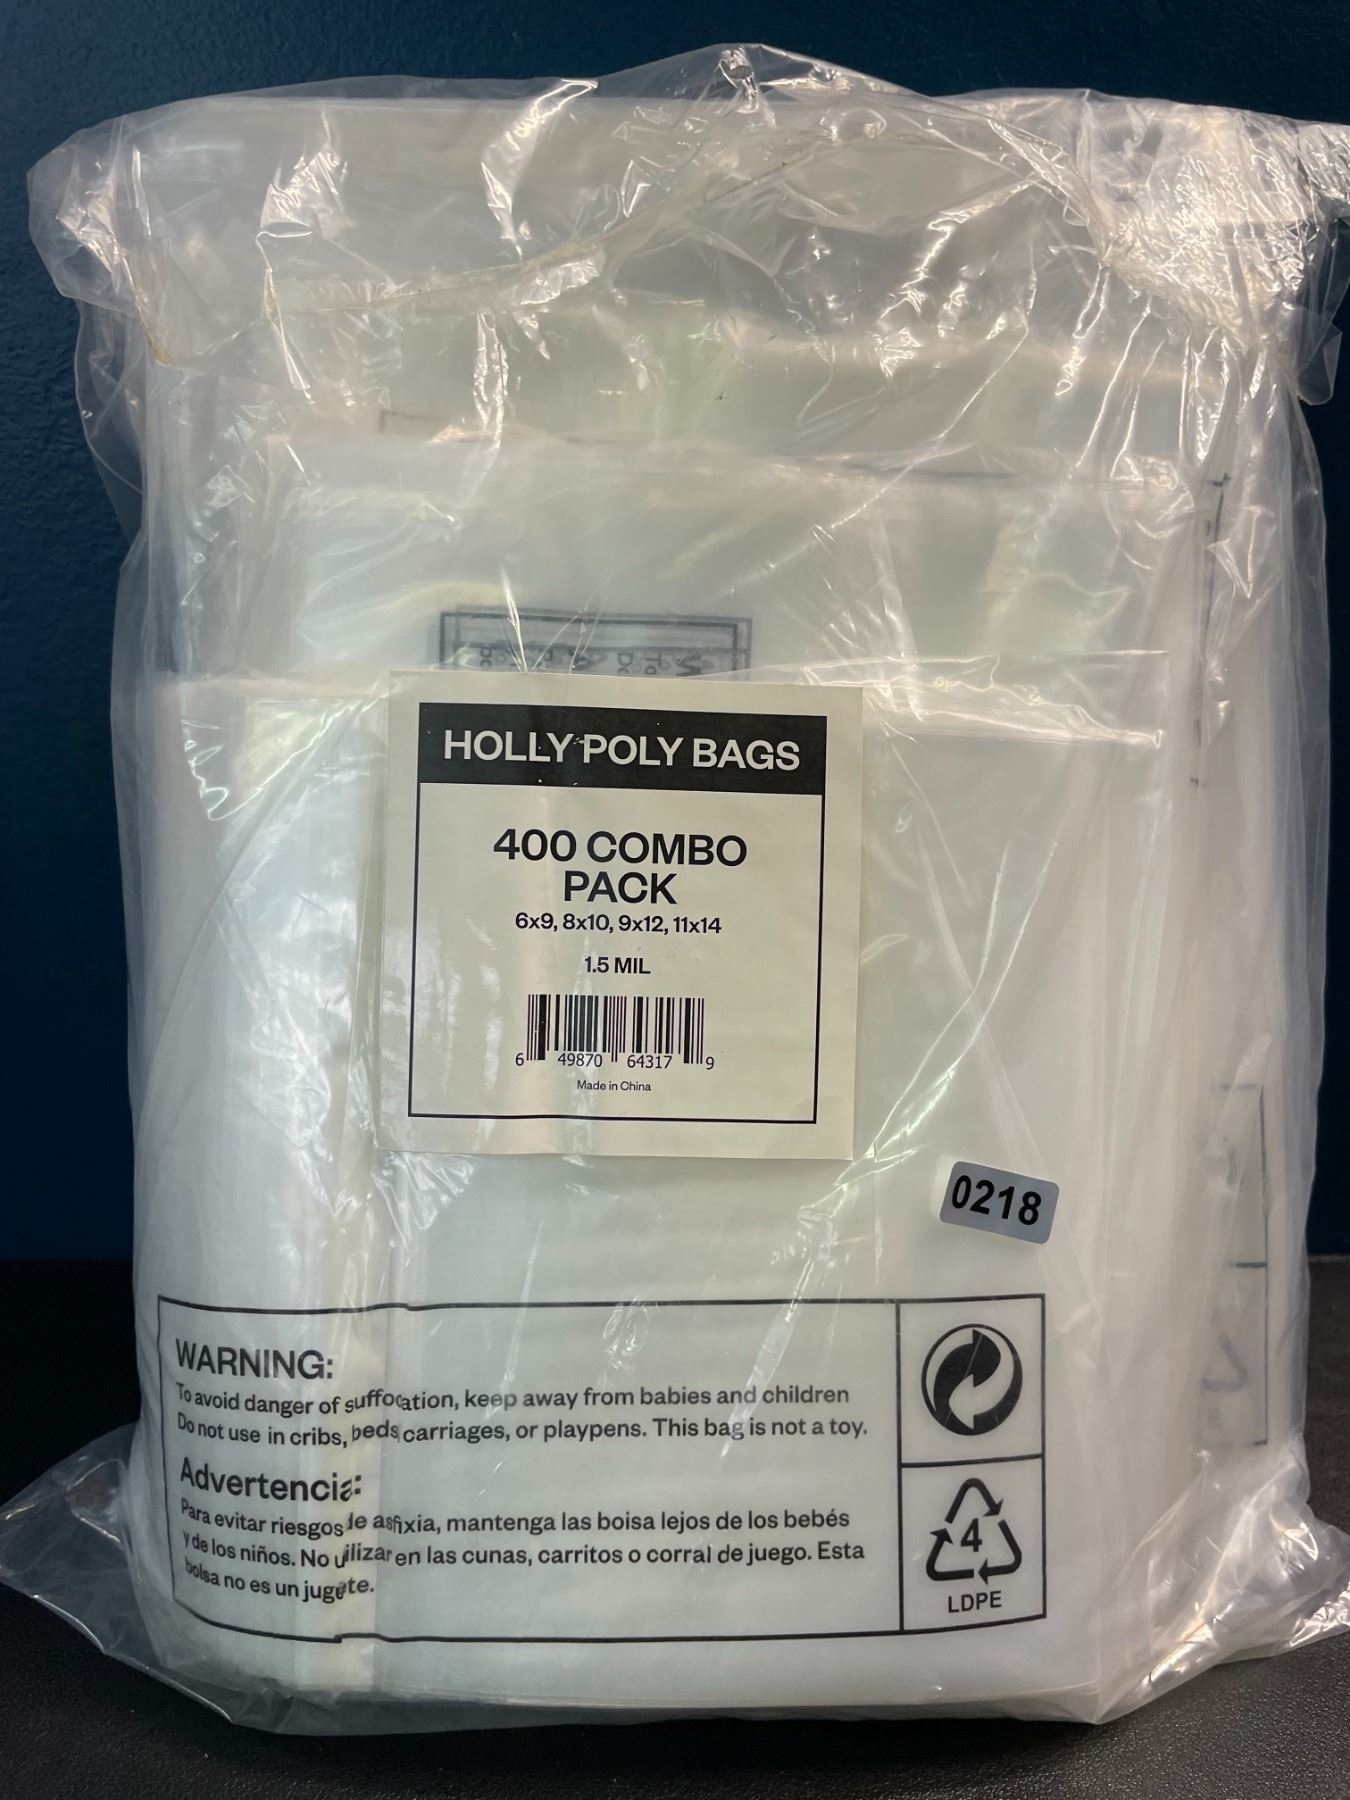 HOLLY POLY BAGS
400 COMBO
PACK
6x9, 8x10, 9x12, 11x14
1.5 MIL
6 49870 64317 9
Made in China
0218
WARNING:
To avoid danger of suffocation, keep away from babies and children
Do not use in cribs, beds, carriages, or playpens. This bag is not a toy.
Advertencia:
Para evitar riesgos de asfixia, mantenga las boisa lejos de los bebés
y de los niños. No utilizar en las cunas, carritos o corral de juego. Esta
bolsa no es un jugete.
4
LDPE